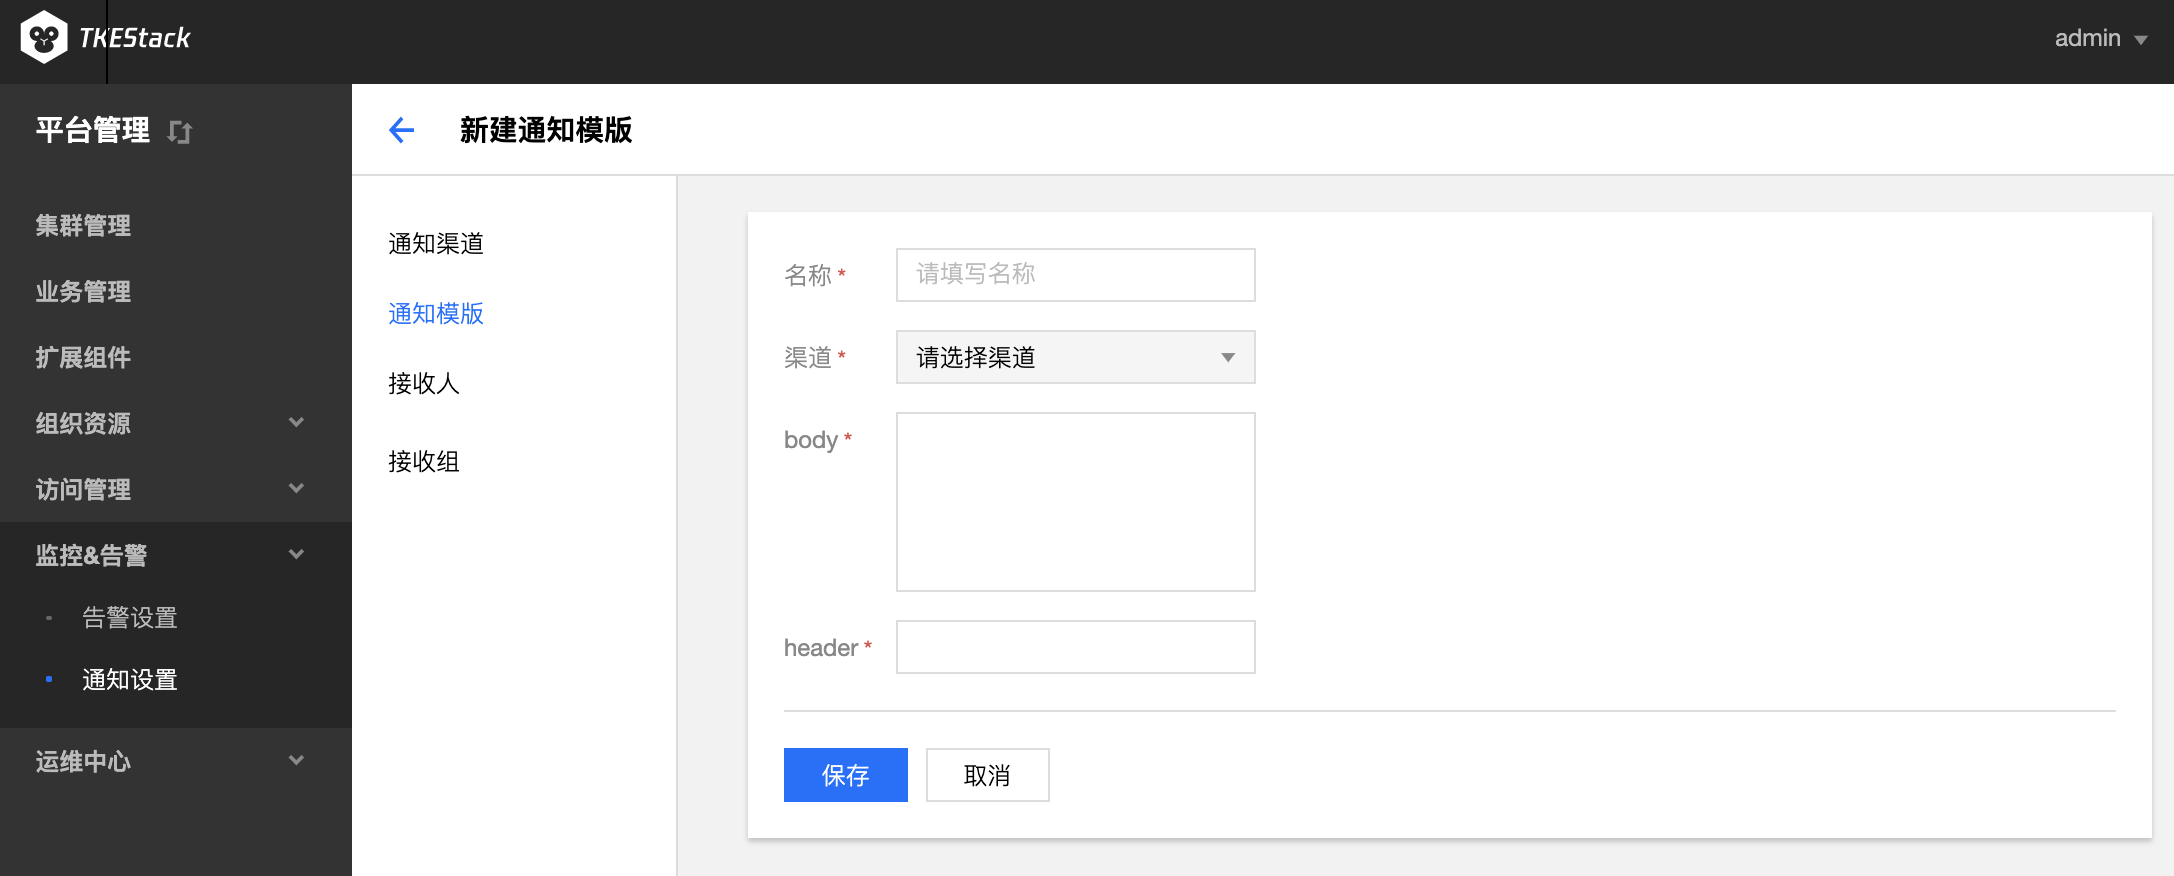 TKEStack
admin
平台管理
新建通知模版
集群管理
业务管理
扩展组件
组织资源
访问管理
监控&告警
告警设置
通知设置
运维中心
通知渠道
通知模版
接收人
接收组
名称 *
请填写名称
渠道 *
请选择渠道
body *
header *
保存
取消